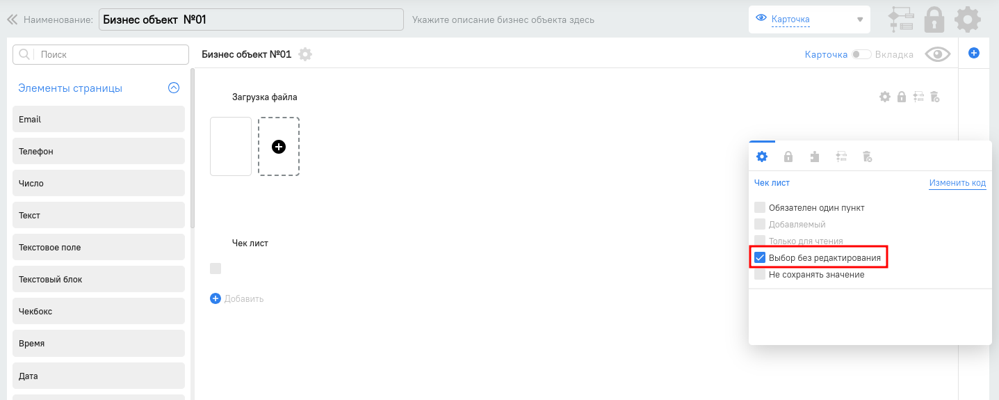 Наименование:
Бизнес объект №01
Укажите описание бизнес объекта здесь
Карточка
Поиск
Бизнес объект №01
Карточка
Вкладка
Элементы страницы
Email
Телефон
Число
Текст
Текстовое поле
Текстовый блок
Чекбокс
Время
Дата
Загрузка файла
Чек лист
Добавить
Чек лист
Изменить код
Обязателен один пункт
Добавляемый
Только для чтения
Выбор без редактирования
Не сохранять значение